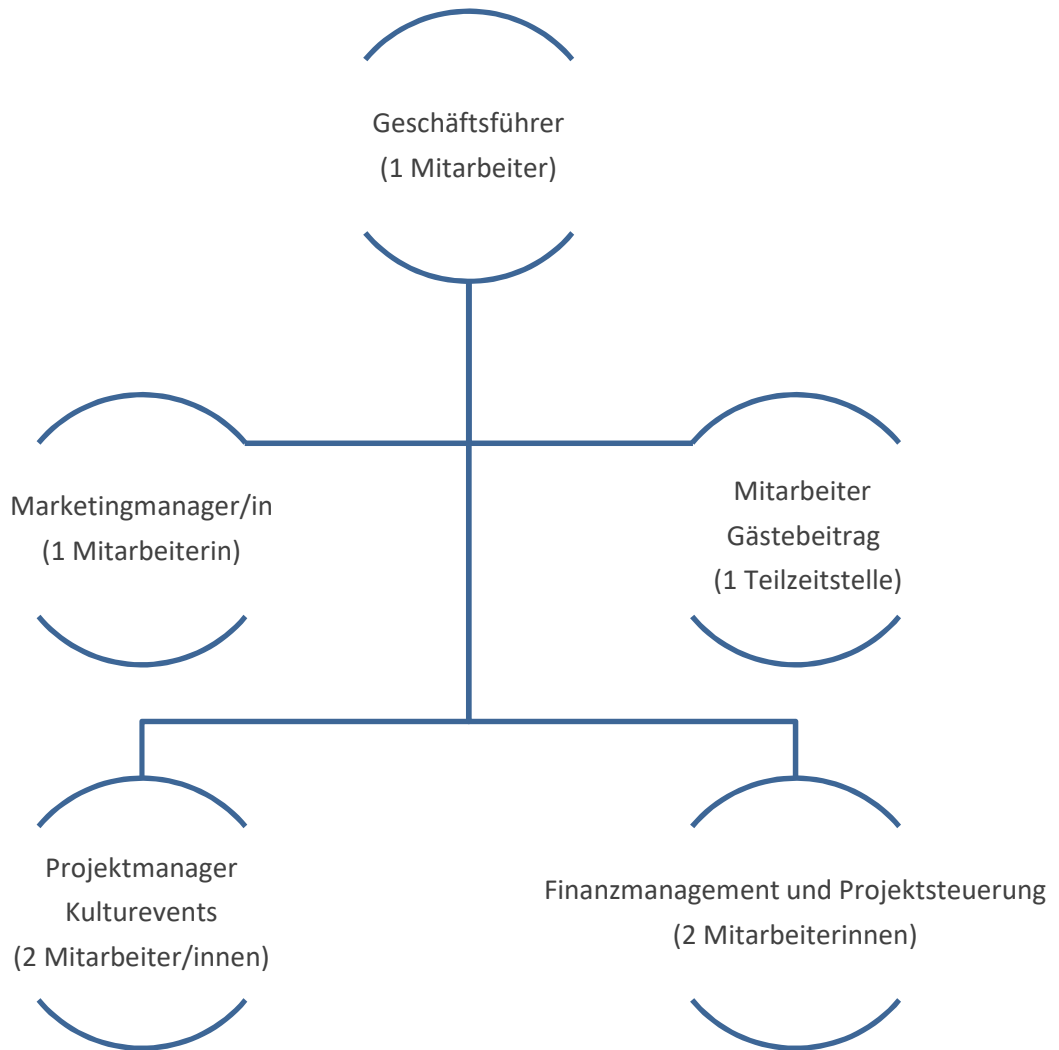 Geschäftsführer
(1 Mitarbeiter)
Marketingmanager/in
(1 Mitarbeiterin)
Mitarbeiter
Gästebeitrag
(1 Teilzeitstelle)
Projektmanager
Kulturevents
(2 Mitarbeiter/innen)
Finanzmanagement und Projektsteuerung
(2 Mitarbeiterinnen)